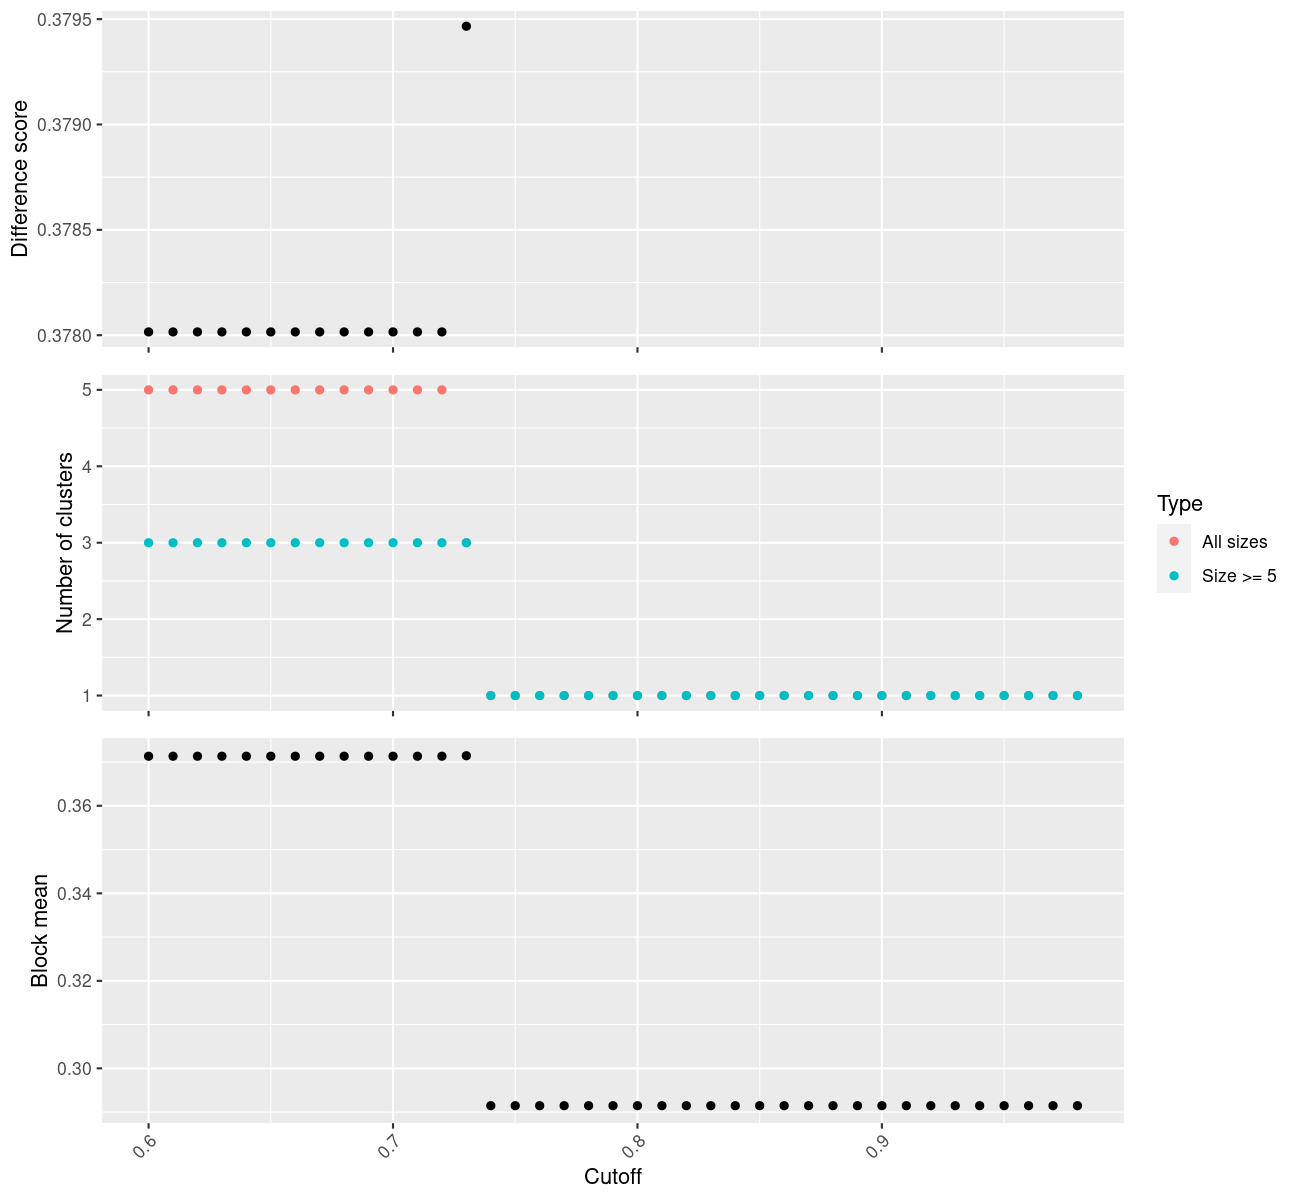 Difference score
0.3795
0.3790
0.3785
0.3780
Number of clusters
5
4
3
2
1
Type
All sizes
Size >= 5
Block mean
0.36
0.34
0.32
0.30
0.6
0.7
0.8
0.9
Cutoff